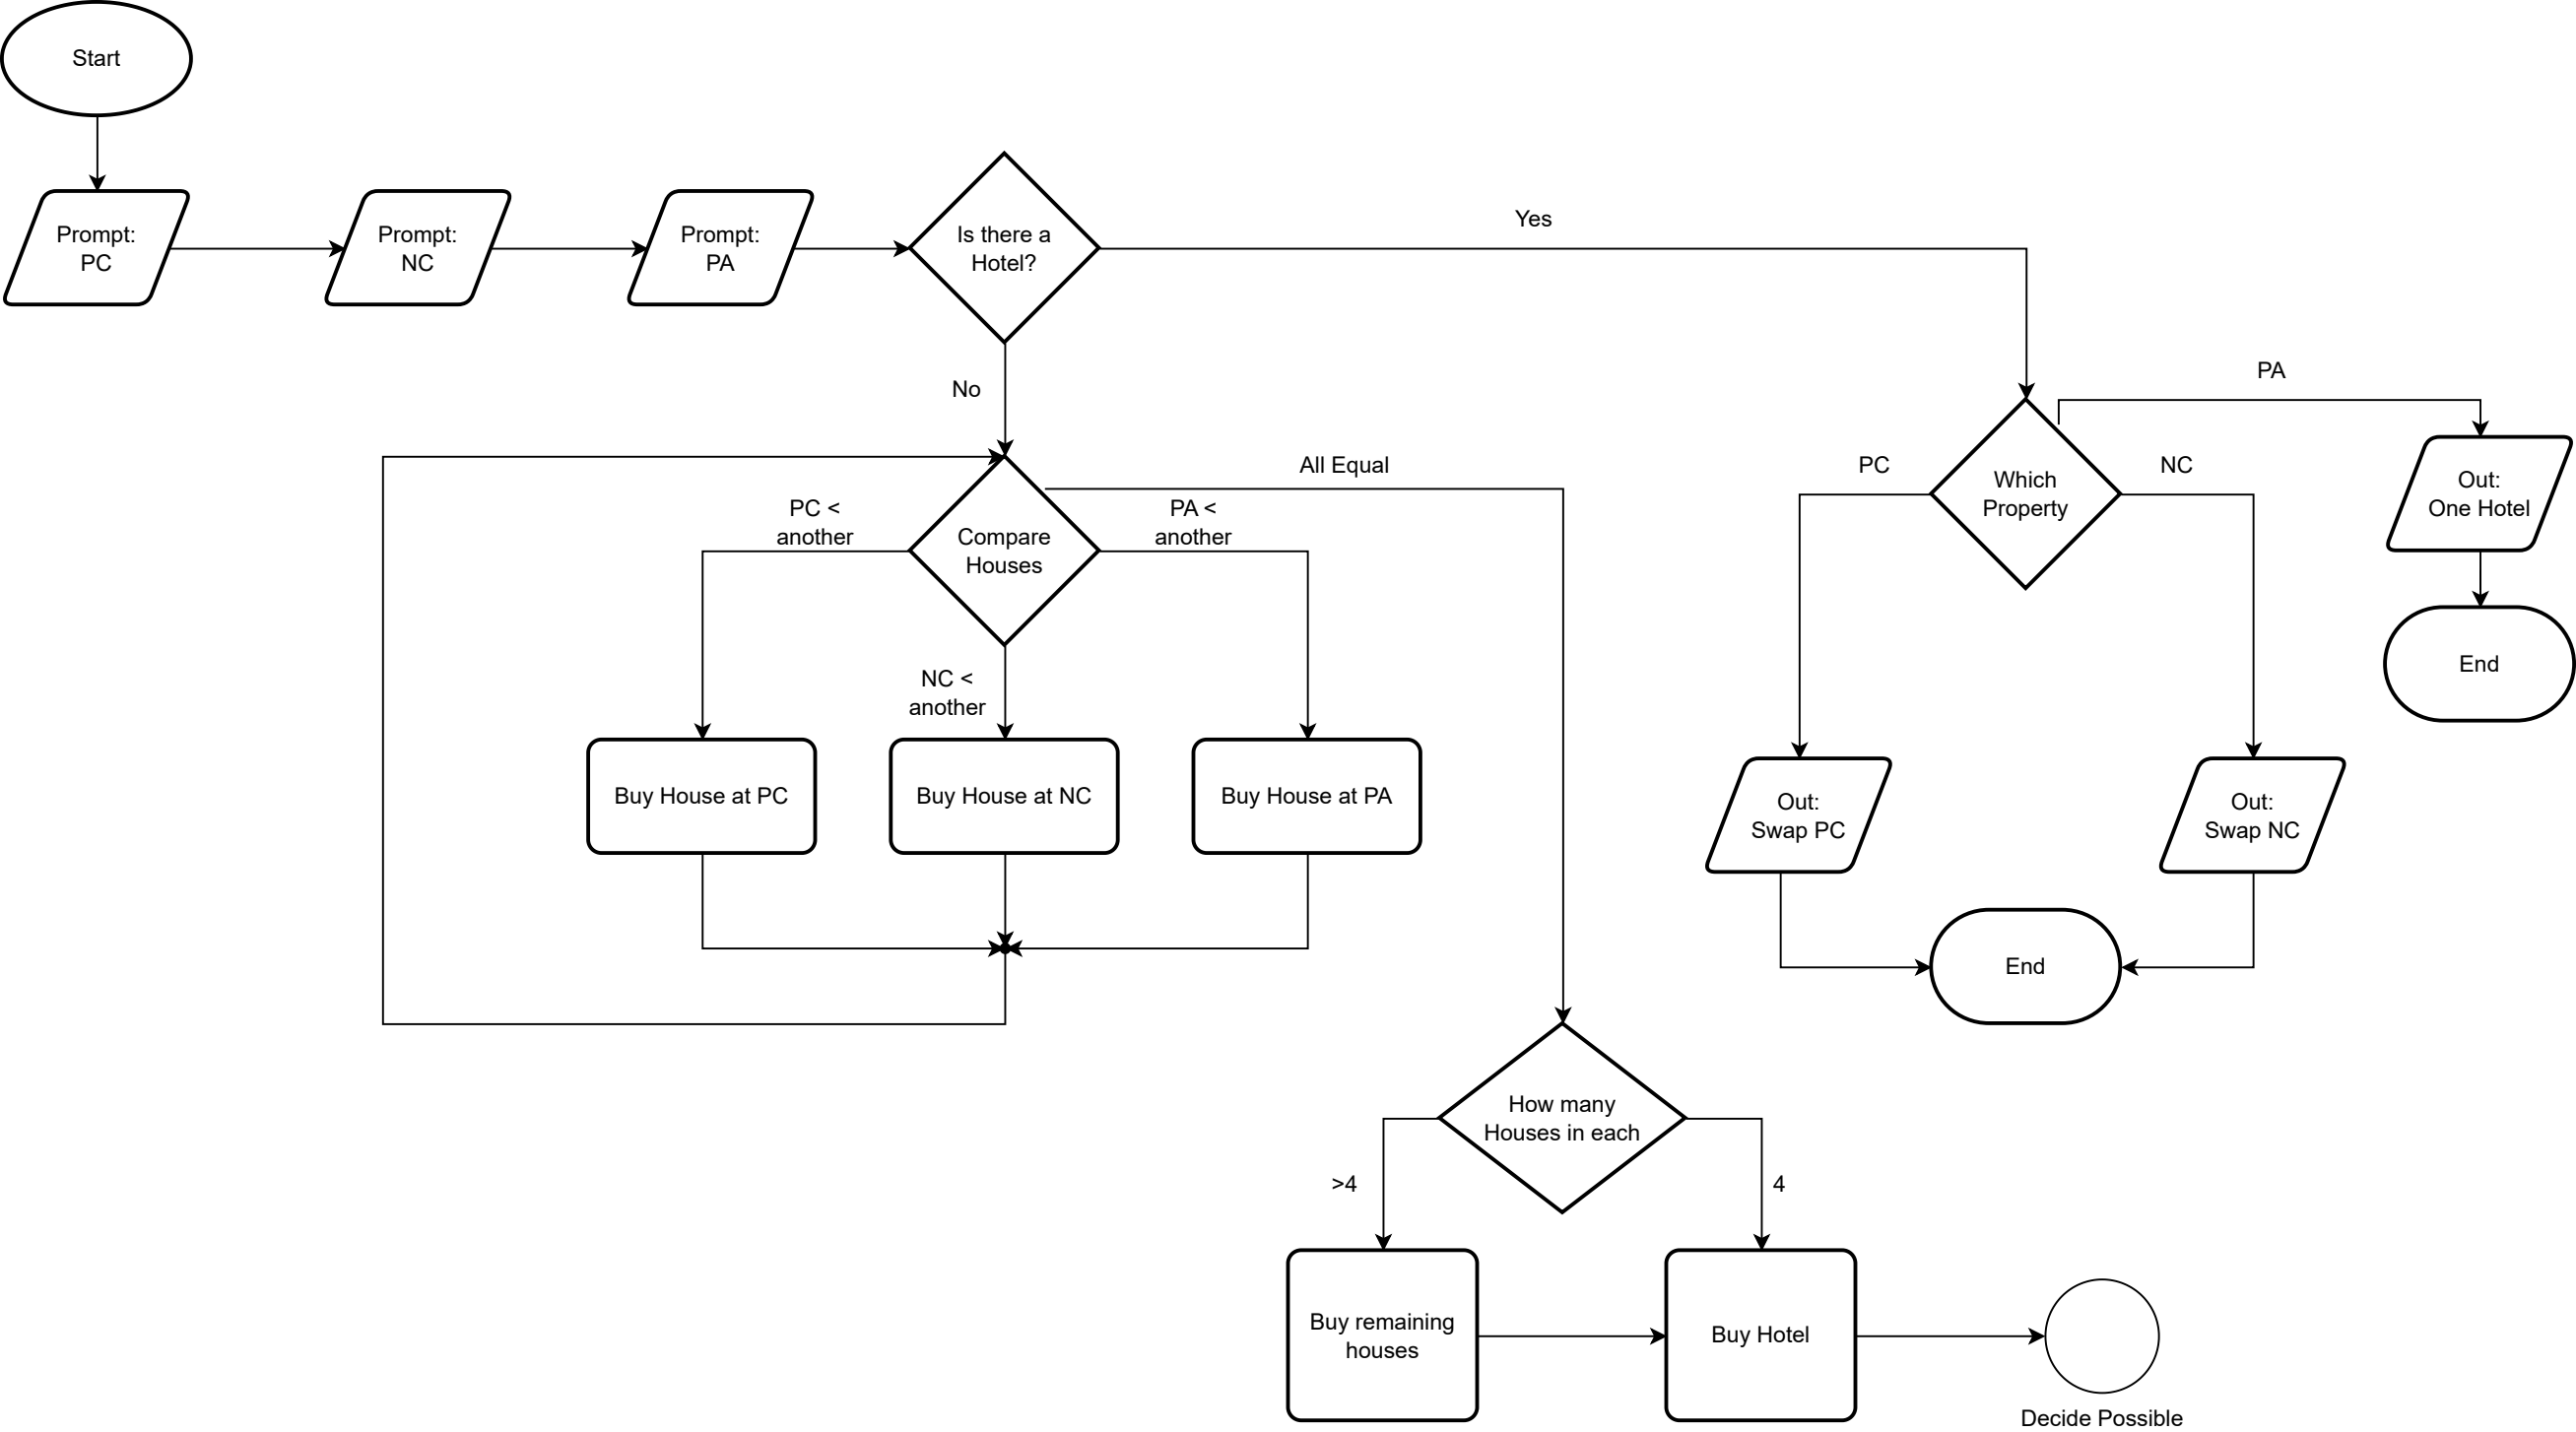 Start
Prompt:
PC
Prompt:
NC
Prompt:
PA
Is there a
Hotel?
Yes
No
PA
PC
Which
Property
NC
Out:
One Hotel
End
All Equal
PC <
another
Compare
Houses
PA <
another
NC <
another
Buy House at PC
Buy House at NC
Buy House at PA
Out:
Swap PC
Out:
Swap NC
End
How many
Houses in each
>4
4
Buy remaining
houses
Buy Hotel
Decide Possible